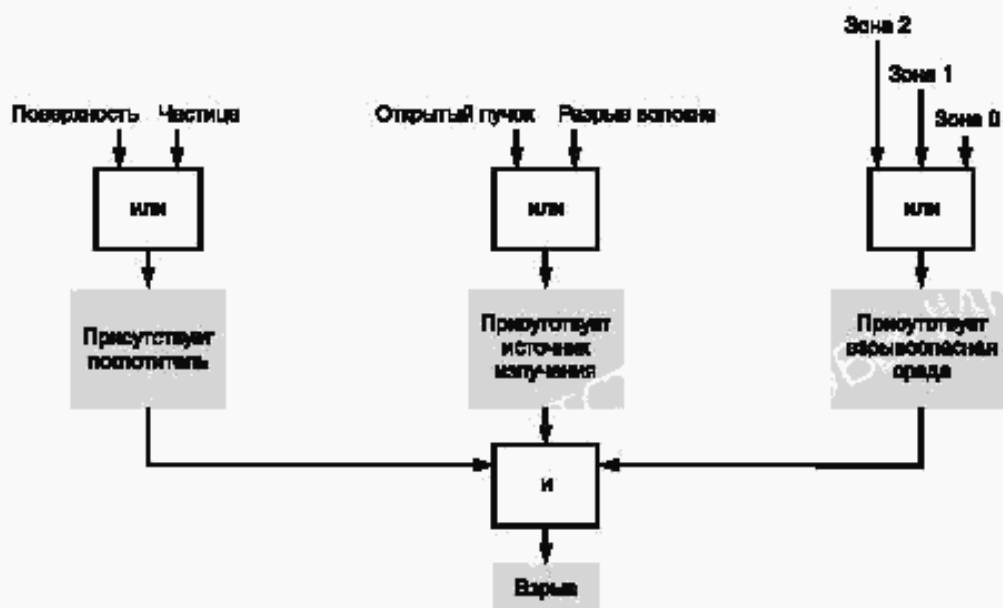 Зона 2
Зона 1
Зона 0
Поверхность Частица
Открытый пучок Разрыв волокна
или
или
или
Присутствует
поглотитель
Присутствует
источник
излучения
Присутствует
взрывоопасная
среда
и
Взрыв